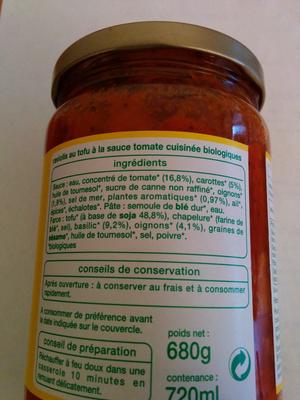 raviolis au tofu à la sauce tomate cuisinée biologiques
ingrédients
Sauce : eau, concentré de tomate* (16,8%), carottes* (5%),
huile de tournesol*, sucre de canne non raffiné*, oignons*
(1,9%), sel de mer, plantes aromatiques* (0,97%), ail*,
épices*, échalotes*. Pâte : semoule de blé dur*, eau.
Farce : tofu* (à base de soja 48,8%), chapelure* (farine de
blé*, sel), basilic* (9,2%), oignons* (4,1%), graines de
sésame*, huile de tournesol*, sel, poivre*.
*biologiques
conseils de conservation
Après ouverture : à conserver au frais et à consommer
rapidement.
A consommer de préférence avant
la date indiquée sur le couvercle.
conseil de préparation
Réchauffer à feu doux dans une
casserole 10 minutes en
remuant délicatement.
poids net :
680g
contenance :
720ml